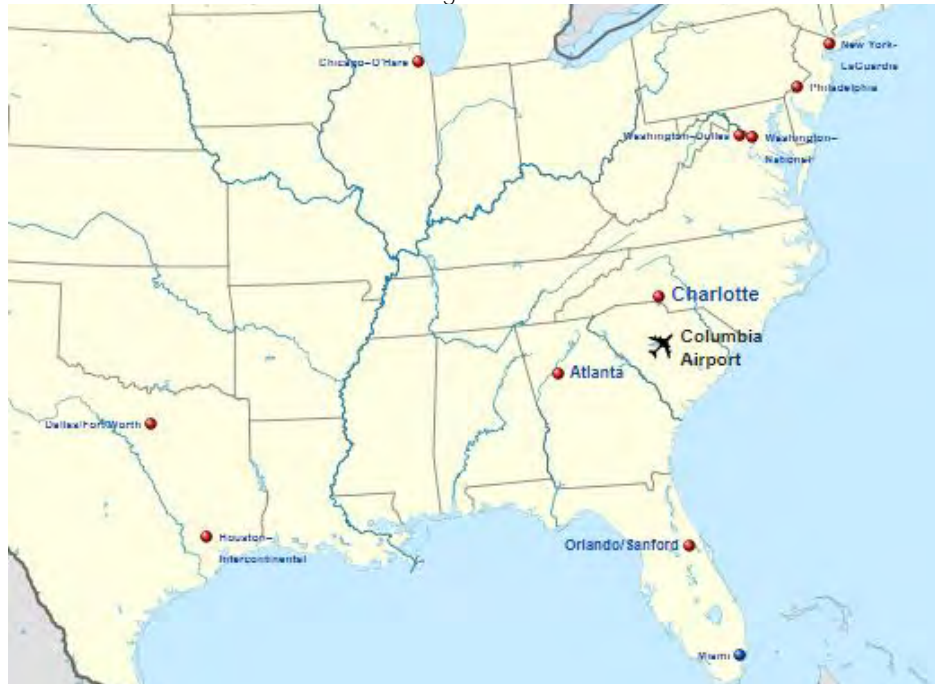 Chicago–O'Hare
New York–
LaGuardia
Philadelphia
Washington–Dulles
Washington–
National
Charlotte
Columbia
Airport
Atlanta
Dallas/Fort Worth
Houston–
Intercontinental
Orlando/Sanford
Miami